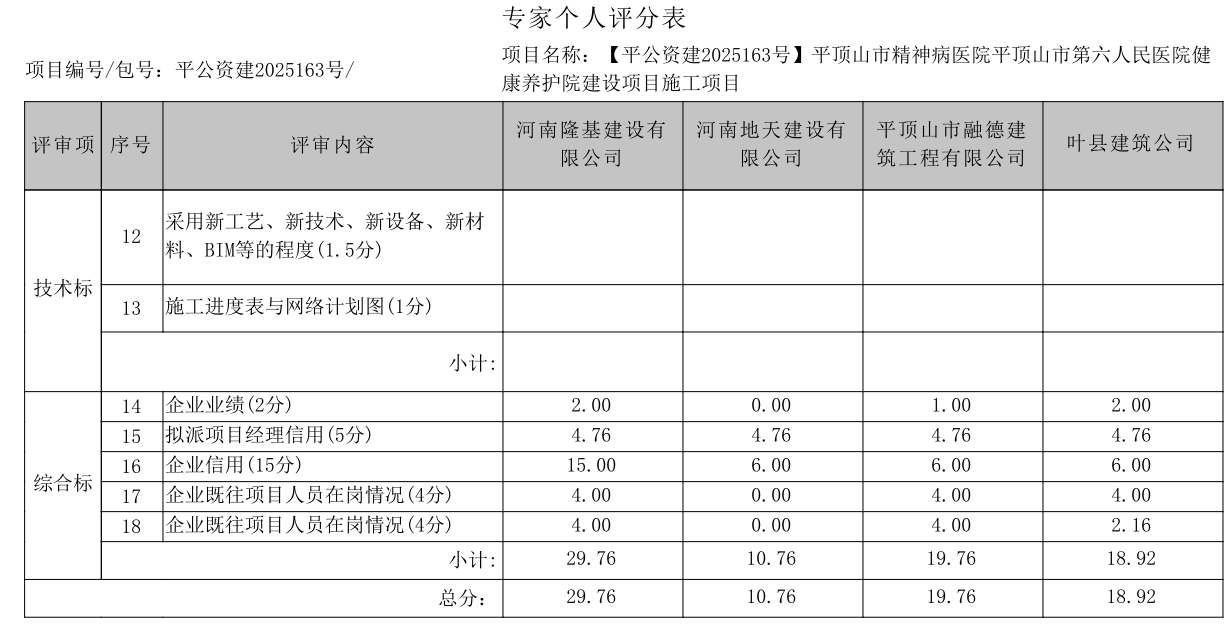 专家个人评分表
项目编号/包号：平公资建2025163号/
项目名称：【平公资建2025163号】平顶山市精神病医院平顶山市第六人民医院健
康养护院建设项目施工项目
评审项 序号 评审内容 河南隆基建设有限公司 河南地天建设有限公司 平顶山市融德建筑工程有限公司 叶县建筑公司
技术标
12 采用新工艺、新技术、新设备、新材
料、BIM等的程度(1.5分)
13 施工进度表与网络计划图(1分)
小计:
综合标
14 企业业绩(2分) 2.00 0.00 1.00 2.00
15 拟派项目经理信用(5分) 4.76 4.76 4.76 4.76
16 企业信用(15分) 15.00 6.00 6.00 6.00
17 企业既往项目人员在岗情况(4分) 4.00 0.00 4.00 4.00
18 企业既往项目人员在岗情况(4分) 4.00 0.00 4.00 2.16
小计: 29.76 10.76 19.76 18.92
总分: 29.76 10.76 19.76 18.92